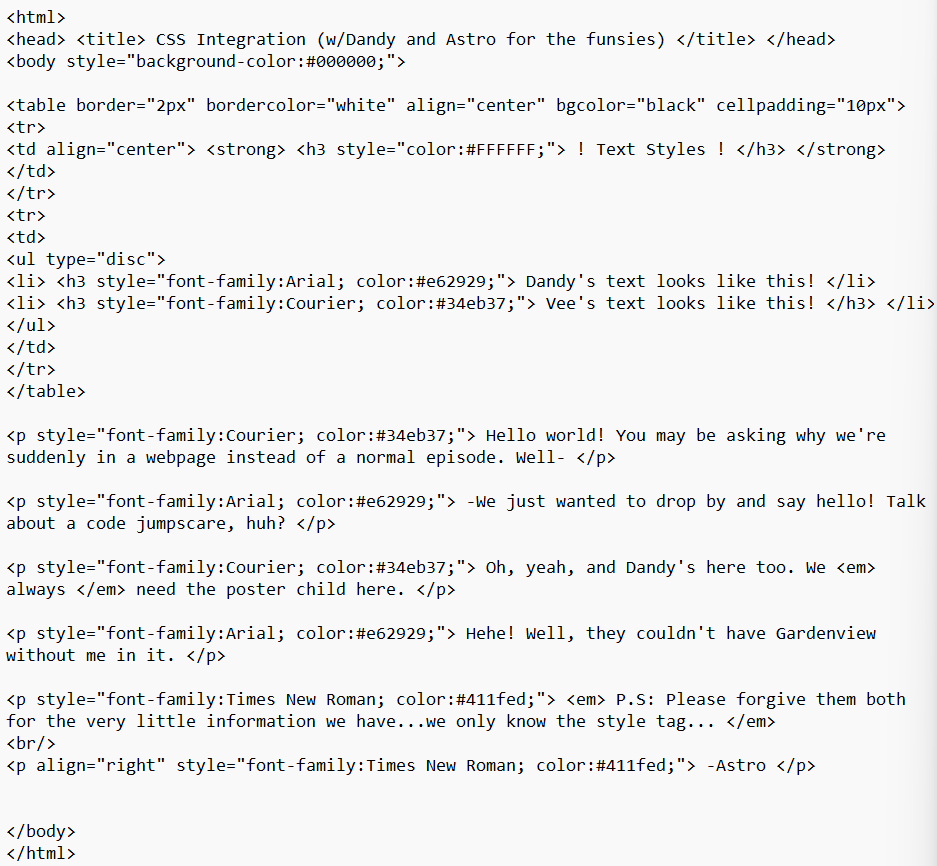 <html>
<head> <title> CSS Integration (w/Dandy and Astro for the funsies) </title> </head>
<body style="background-color:#000000;">
<table border="2px" bordercolor="white" align="center" bgcolor="black" cellpadding="10px">
<tr>
<td align="center"> <strong> <h3 style="color:#FFFFFF;"> ! Text Styles ! </h3> </strong>
</td>
</tr>
<tr>
<td>
<ul type="disc">
<li> <h3 style="font-family:Arial; color:#e62929;"> Dandy's text looks like this! </li>
<li> <h3 style="font-family:Courier; color:#34eb37;"> Vee's text looks like this! </h3> </li>
</ul>
</td>
</tr>
</table>
<p style="font-family:Courier; color:#34eb37;"> Hello world! You may be asking why we're
suddenly in a webpage instead of a normal episode. Well- </p>
<p style="font-family:Arial; color:#e62929;"> -We just wanted to drop by and say hello! Talk
about a code jumpscare, huh? </p>
<p style="font-family:Courier; color:#34eb37;"> Oh, yeah, and Dandy's here too. We <em>
always </em> need the poster child here. </p>
<p style="font-family:Arial; color:#e62929;"> Hehe! Well, they couldn't have Gardenview
without me in it. </p>
<p style="font-family:Times New Roman; color:#411fed;"> <em> P.S: Please forgive them both
for the very little information we have...we only know the style tag... </em>
<br/>
<p align="right" style="font-family:Times New Roman; color:#411fed;"> -Astro </p>
</body>
</html>